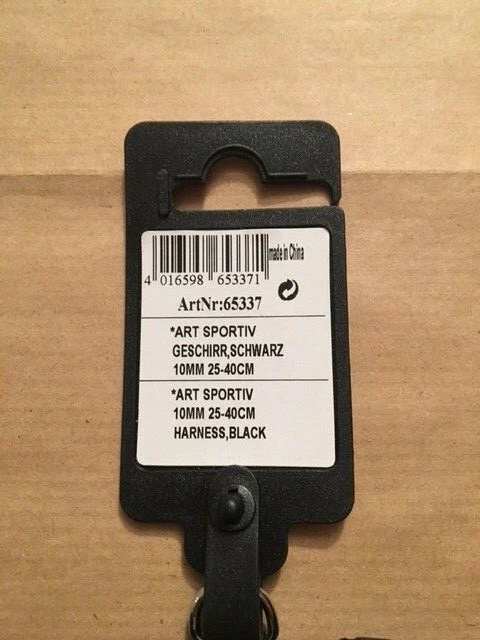 made in China
4 016598 653371
ArtNr:65337
*ART SPORTIV
GESCHIRR,SCHWARZ
10MM 25-40CM
*ART SPORTIV
10MM 25-40CM
HARNESS,BLACK